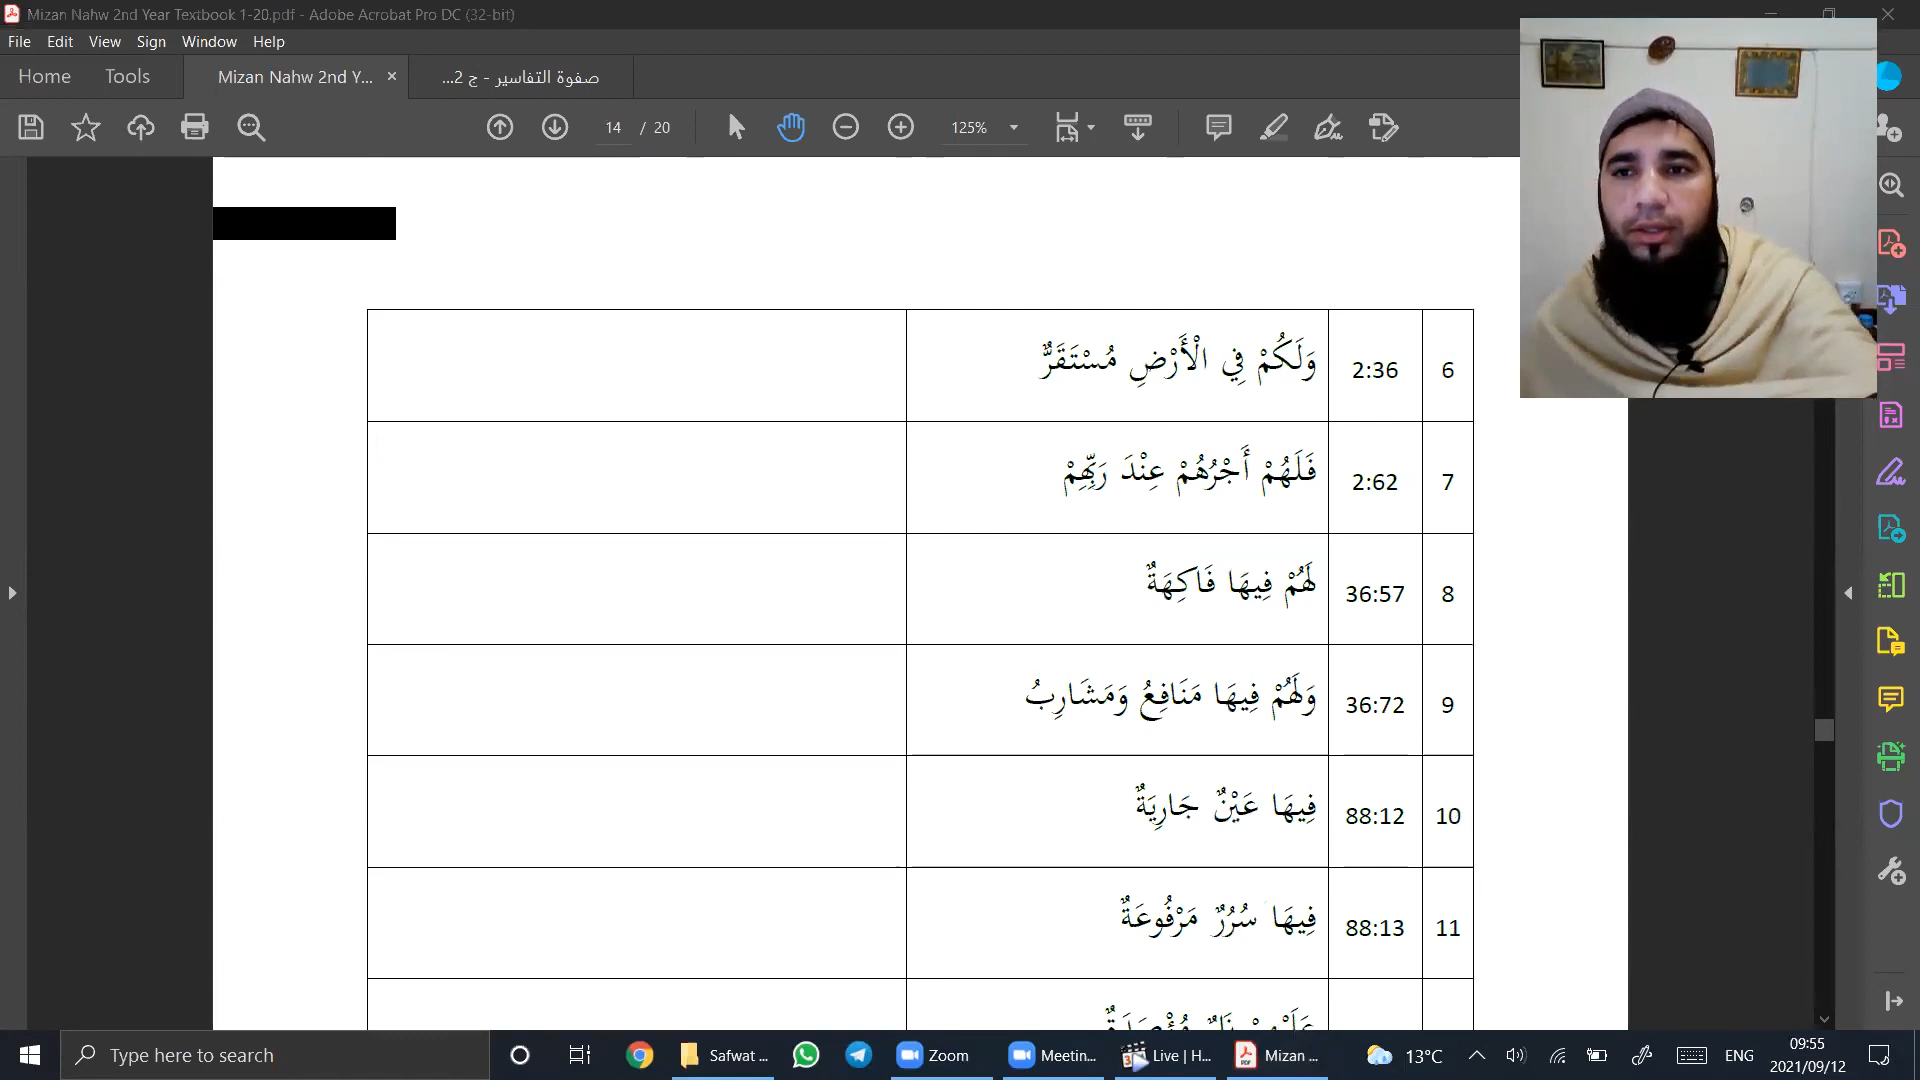 Mizan Nahw 2nd Year Textbook 1-20.pdf - Adobe Acrobat Pro DC (32-bit)
File Edit View Sign Window Help
Home Tools Mizan Nahw 2nd Y... × صفوة التفاسير - ج 2...
14 / 20 125%
وَلَكُمْ فِي الْأَرْضِ مُسْتَقَرٌّ 2:36 6
فَلَهُمْ أَجْرُهُمْ عِنْدَ رَبِّهِمْ 2:62 7
لَهُمْ فِيهَا فَاكِهَةٌ 36:57 8
وَلَهُمْ فِيهَا مَنَافِعُ وَمَشَارِبُ 36:72 9
فِيهَا عَيْنٌ جَارِيَةٌ 88:12 10
فِيهَا سُرُرٌ مَرْفُوعَةٌ 88:13 11
عَلَيْهِمْ نَارٌ مُؤْصَدَةٌ
Type here to search Safwat ... Zoom Meetin... Live | H... Mizan ... 13°C ENG 09:55
2021/09/12